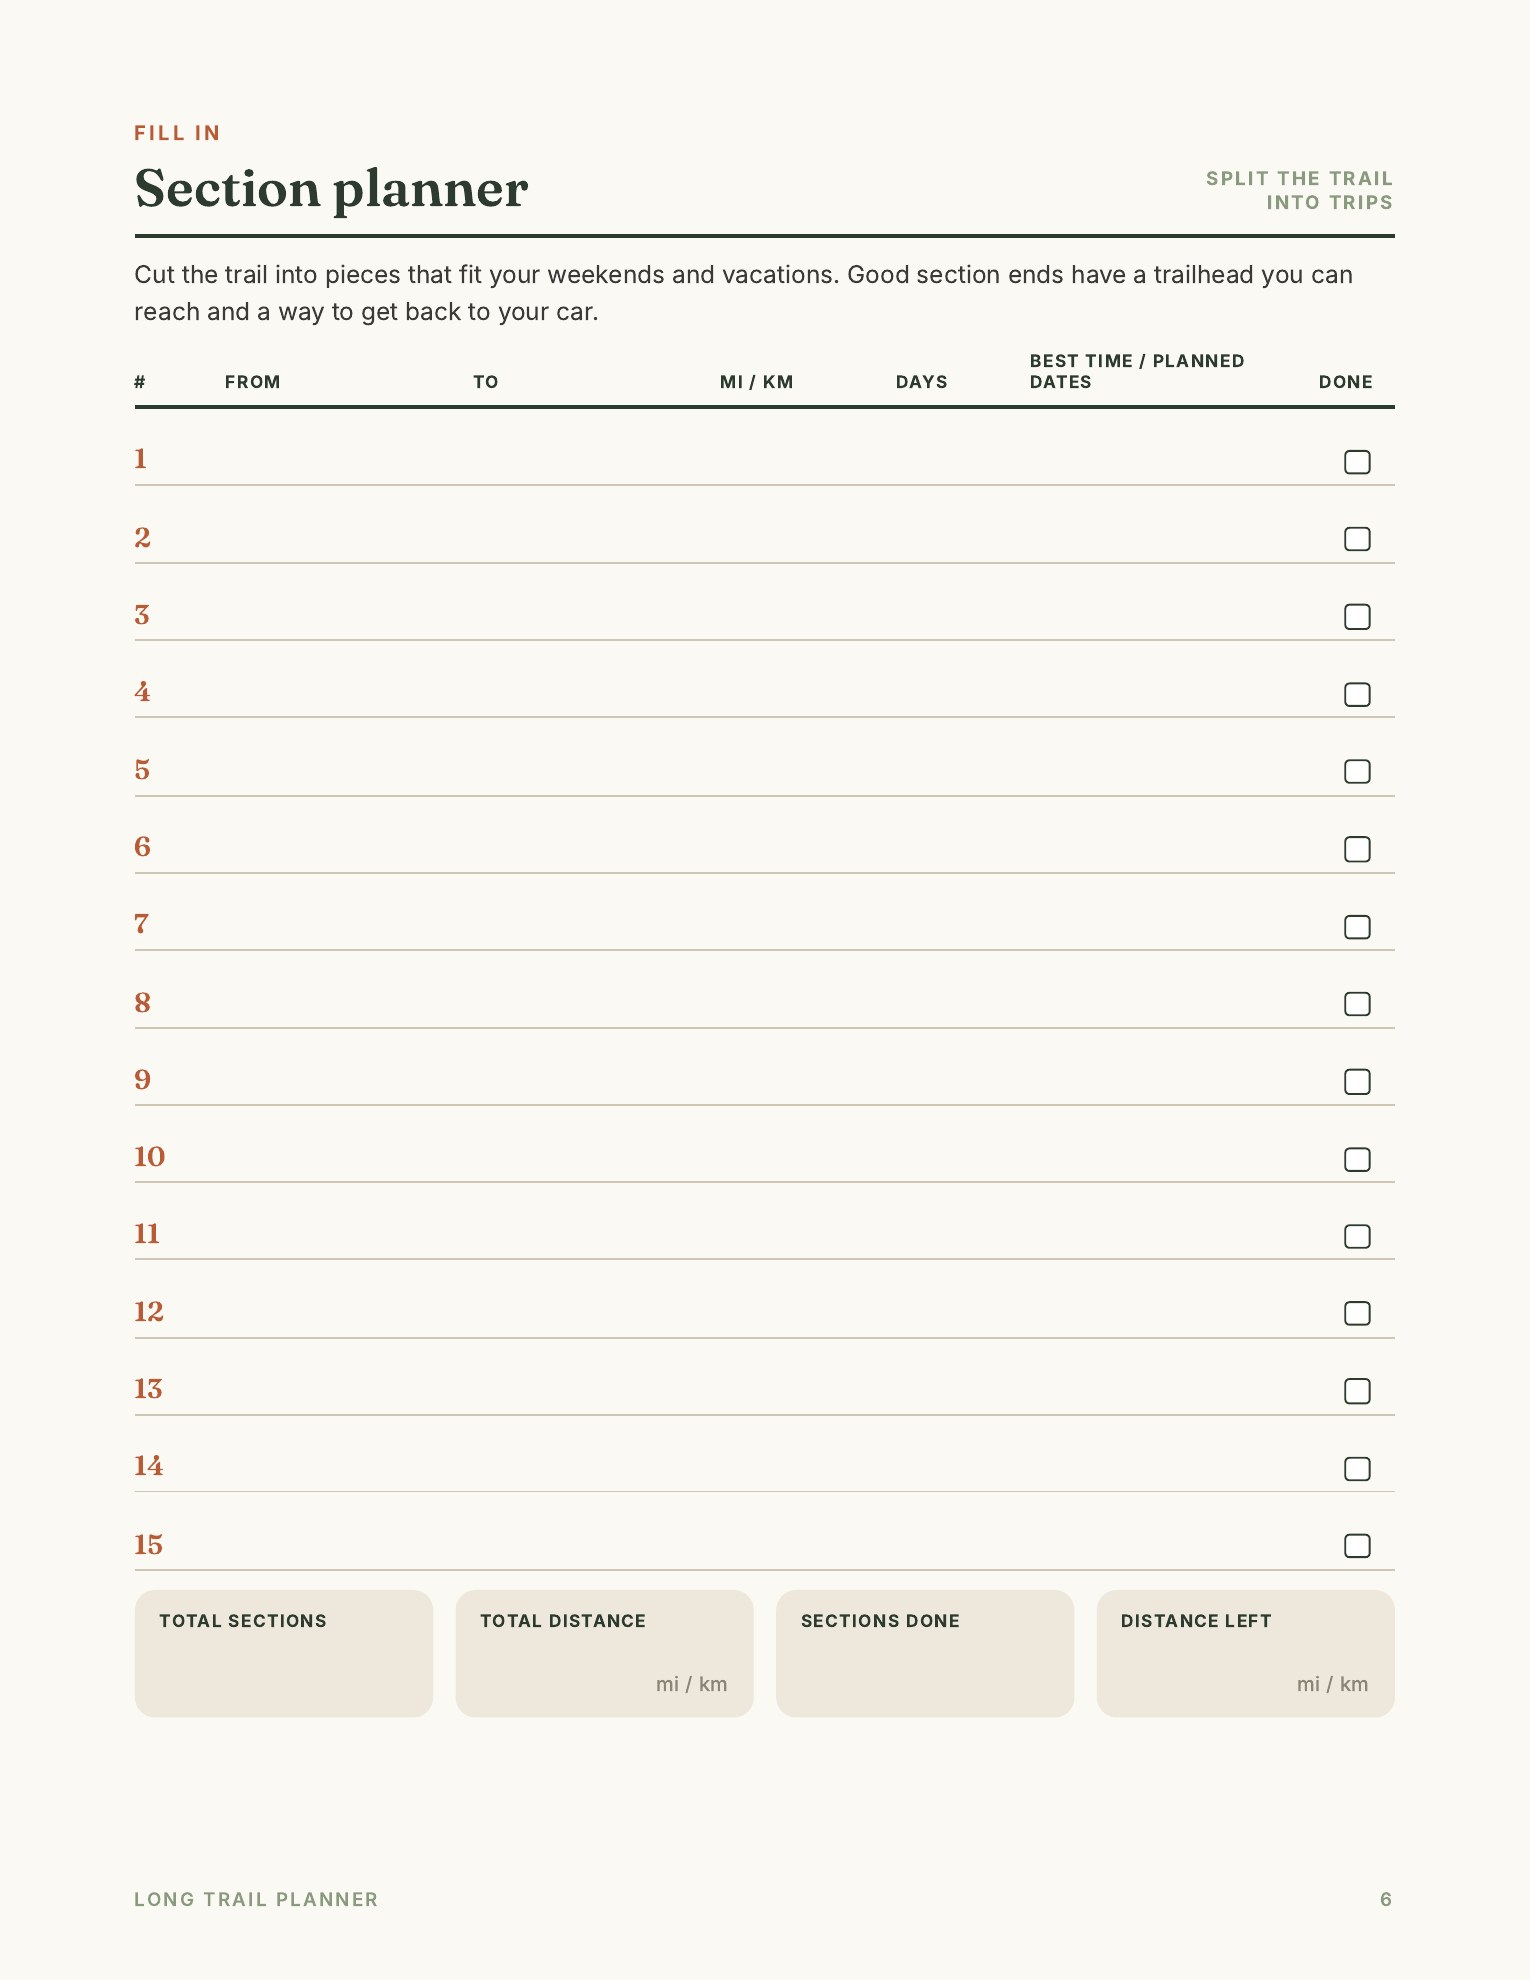 FILL IN
Section planner
SPLIT THE TRAIL
INTO TRIPS
Cut the trail into pieces that fit your weekends and vacations. Good section ends have a trailhead you can
reach and a way to get back to your car.
# FROM TO MI / KM DAYS BEST TIME / PLANNED DATES DONE
1
2
3
4
5
6
7
8
9
10
11
12
13
14
15
TOTAL SECTIONS
TOTAL DISTANCE
mi / km
SECTIONS DONE
DISTANCE LEFT
mi / km
LONG TRAIL PLANNER
6